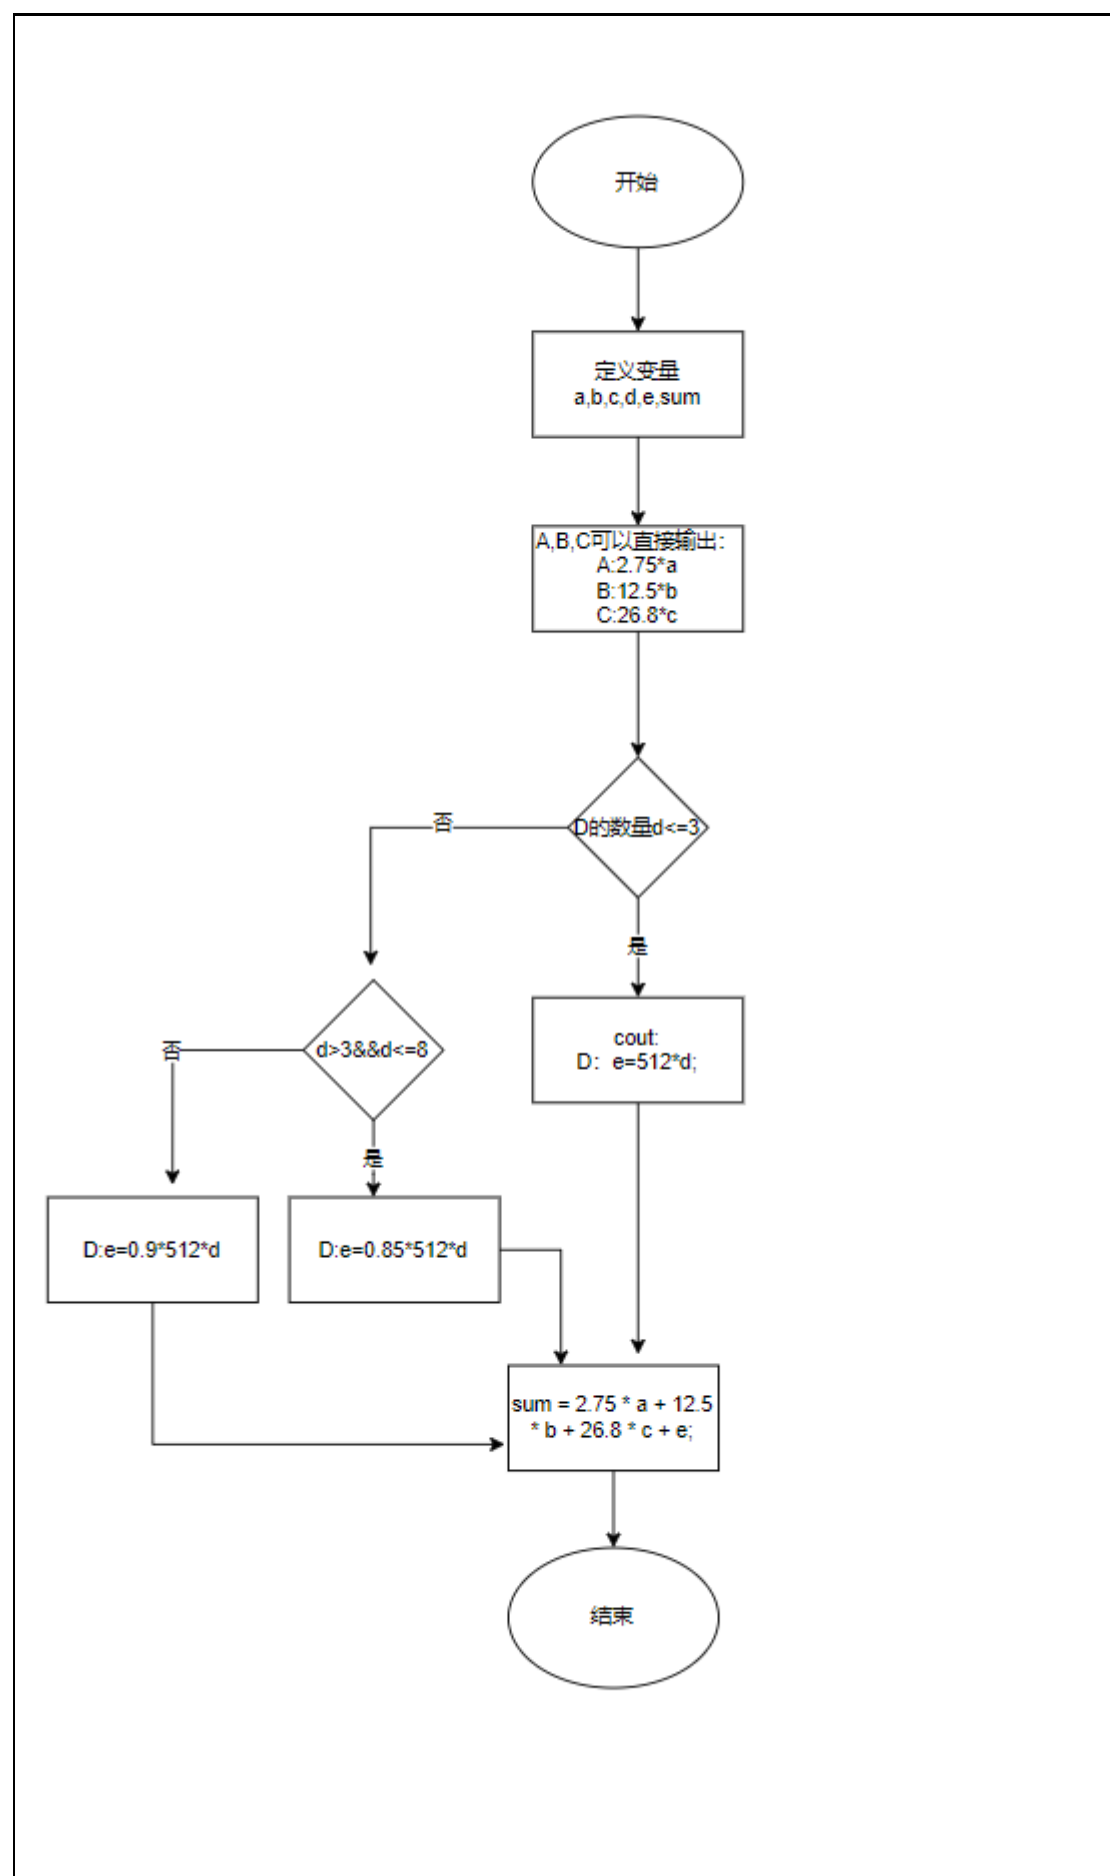 开始
定义变量
a,b,c,d,e,sum
A,B,C可以直接输出：
A:2.75*a
B:12.5*b
C:26.8*c
D的数量d<=3
否
是
d>3&&d<=8
否
是
cout:
D： e=512*d;
D:e=0.9*512*d
D:e=0.85*512*d
sum = 2.75 * a + 12.5
* b + 26.8 * c + e;
结束